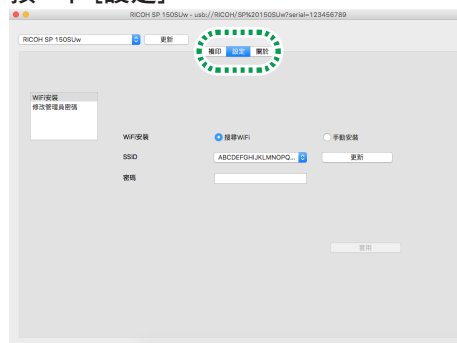 按一下 [設定]
RICOH SP 150SUw - usb://RICOH/SP%20150SUw?serial=123456789
RICOH SP 150SUw 更新
複印 設定 關於
WiFi安裝
修改管理員密碼
WiFi安裝 搜尋WiFi 手動安裝
SSID ABCDEFGHIJKLMNOPQ... 更新
密碼
套用